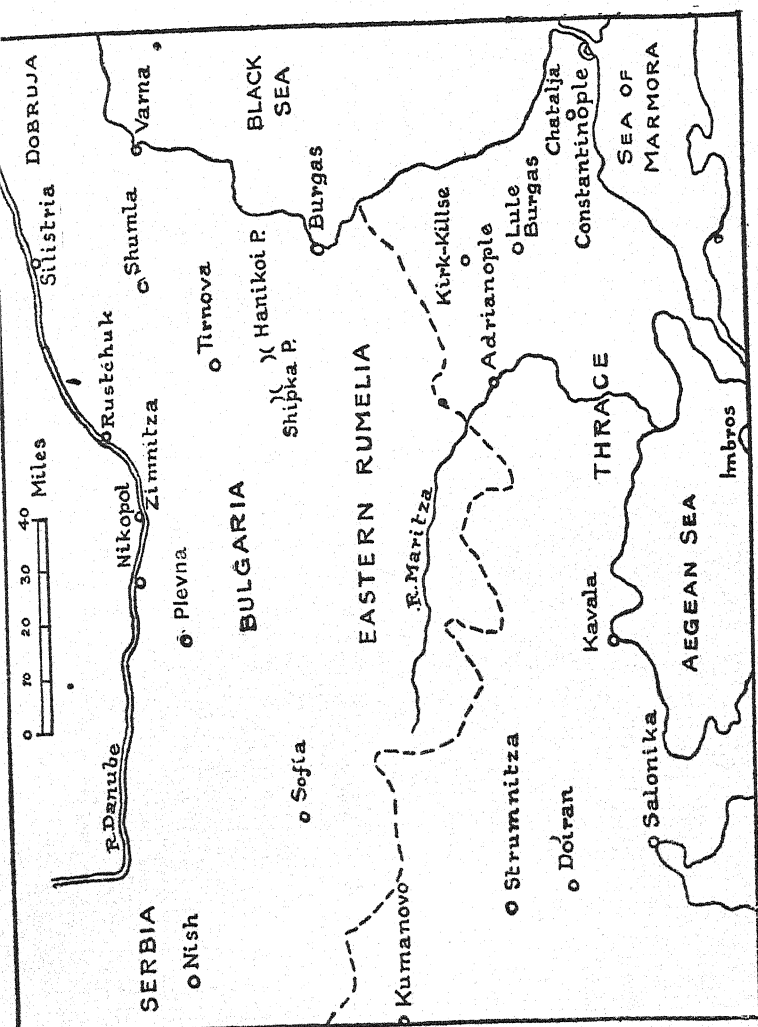 DOBRUJA
Silistria
Varna
Shumla
BLACK
SEA
Rustchuk
Tirnova
Hanikoi P.
Shipka P.
Burgas
0 10 20 30 40 Miles
R.Danube
Nikopol
Zimnitza
Plevna
BULGARIA
EASTERN RUMELIA
Sofia
SERBIA
Nish
Kumanovo
R.Maritza
Kirk-Killse
Adrianople
Lule
Burgas
Chatalja
Constantinople
SEA OF
MARMORA
THRACE
Strumnitza
Doiran
Kavala
Salonika
AEGEAN SEA
Imbros